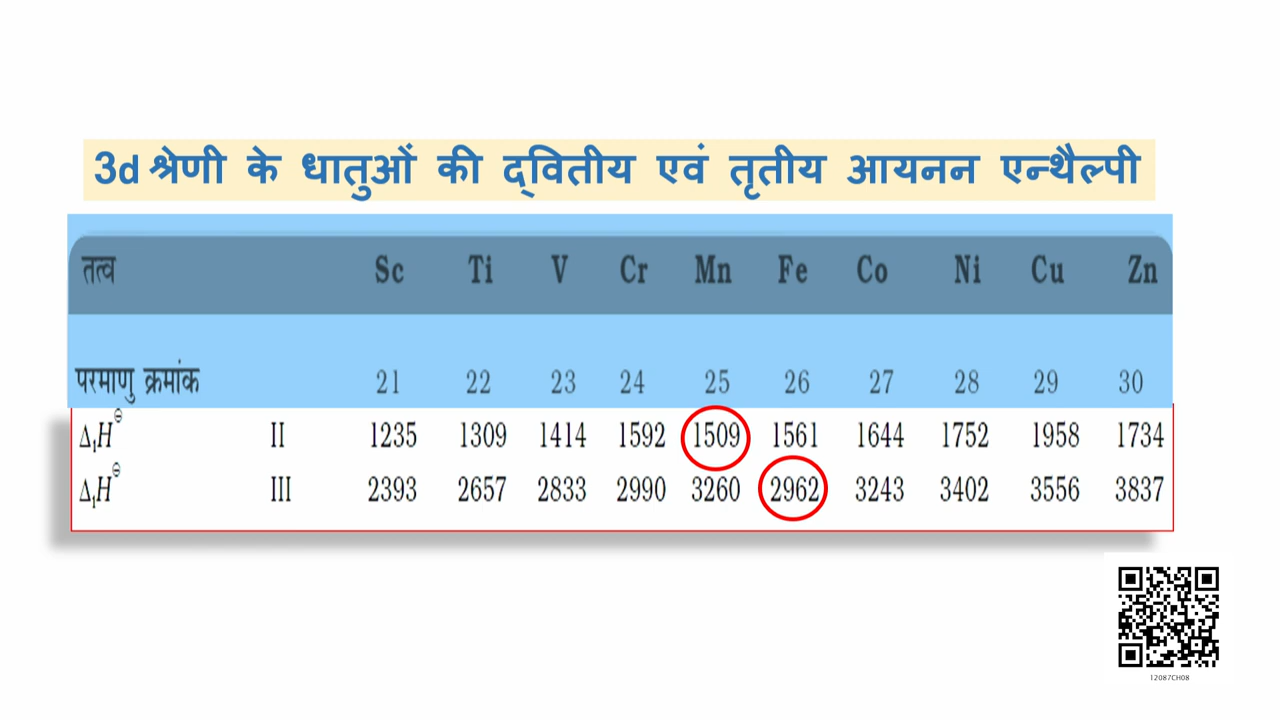 3d श्रेणी के धातुओं की द्वितीय एवं तृतीय आयनन एन्थैल्पी
तत्व Sc Ti V Cr Mn Fe Co Ni Cu Zn
परमाणु क्रमांक 21 22 23 24 25 26 27 28 29 30
ΔᵢH⊖ II 1235 1309 1414 1592 1509 1561 1644 1752 1958 1734
ΔᵢH⊖ III 2393 2657 2833 2990 3260 2962 3243 3402 3556 3837
12087CH08